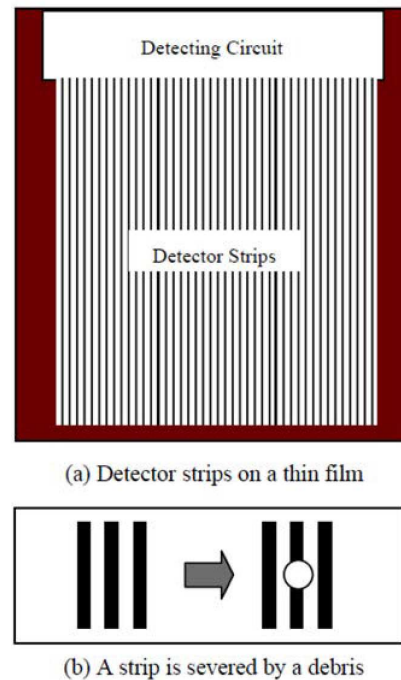 Detecting Circuit
Detector Strips
(a) Detector strips on a thin film
(b) A strip is severed by a debris